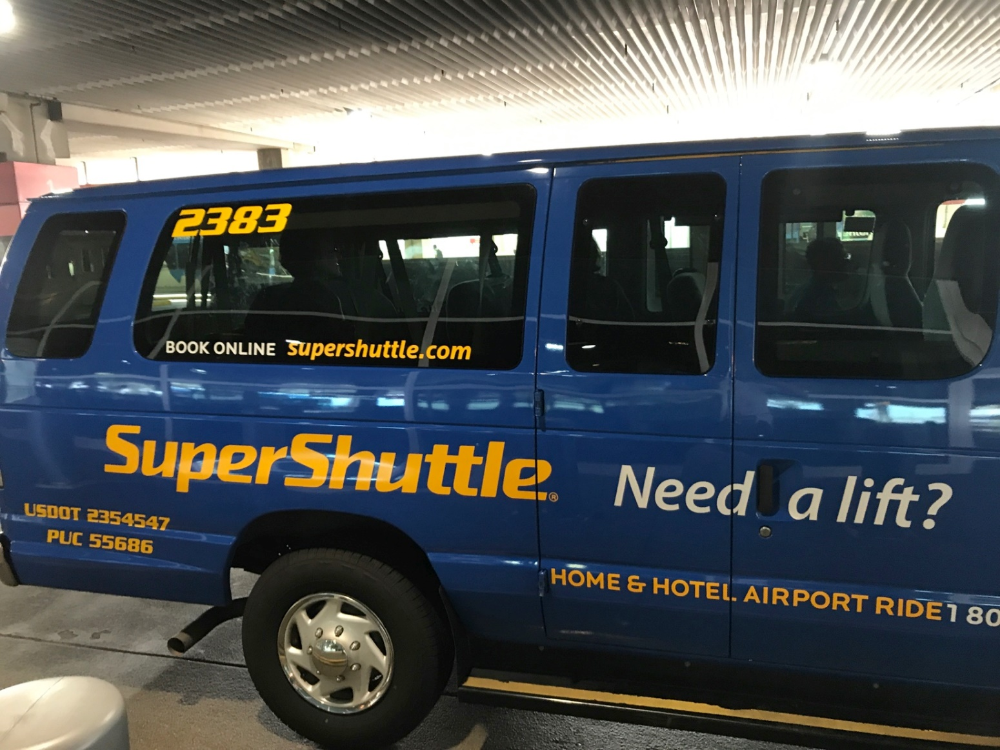 2383
BOOK ONLINE supershuttle.com
SuperShuttle®
Need a lift?
USDOT 2354547
PUC 55686
HOME & HOTEL AIRPORT RIDE 1 80